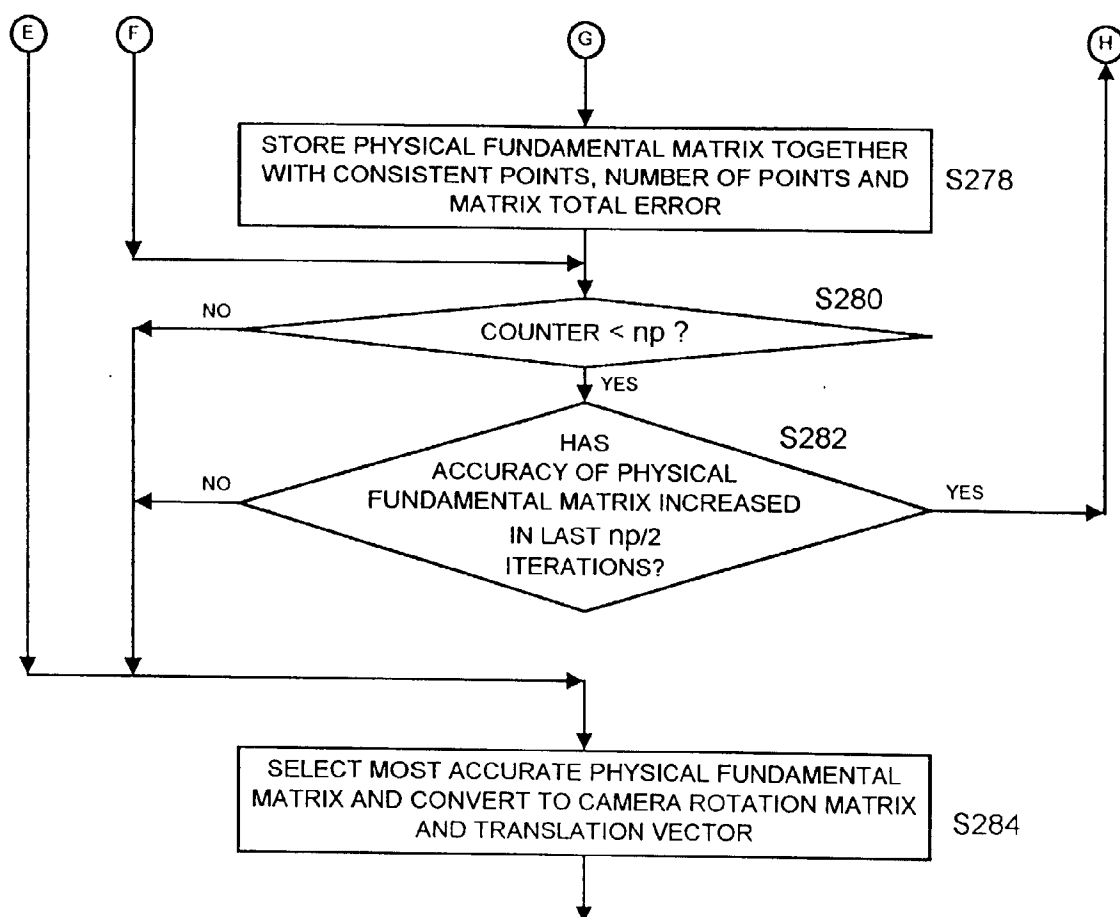 E
F
G
H
STORE PHYSICAL FUNDAMENTAL MATRIX TOGETHER
WITH CONSISTENT POINTS, NUMBER OF POINTS AND
MATRIX TOTAL ERROR
S278
S280
NO
COUNTER < np ?
YES
S282
HAS
ACCURACY OF PHYSICAL
FUNDAMENTAL MATRIX INCREASED
IN LAST np/2
ITERATIONS?
NO
YES
SELECT MOST ACCURATE PHYSICAL FUNDAMENTAL
MATRIX AND CONVERT TO CAMERA ROTATION MATRIX
AND TRANSLATION VECTOR
S284